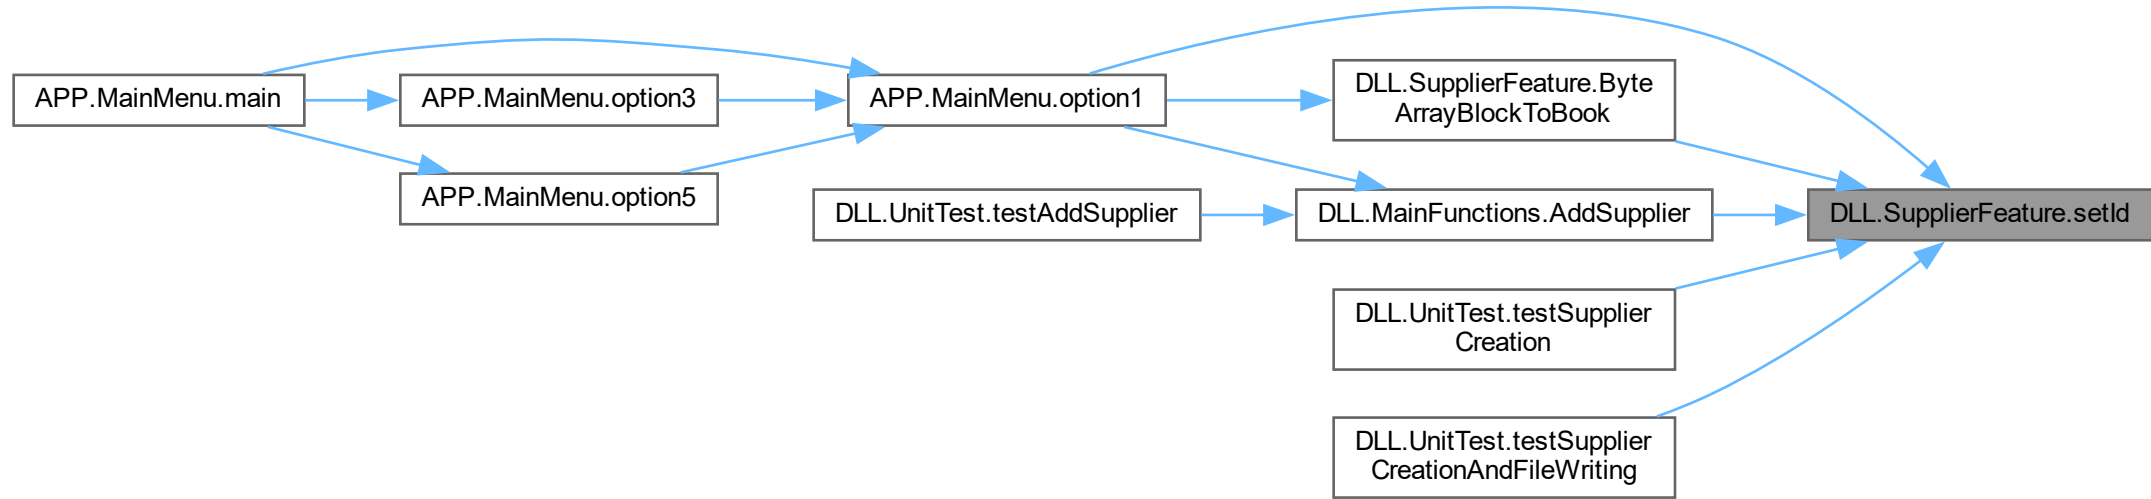 APP.MainMenu.main
APP.MainMenu.option3
APP.MainMenu.option5
APP.MainMenu.option1
DLL.UnitTest.testAddSupplier
DLL.SupplierFeature.Byte
ArrayBlockToBook
DLL.MainFunctions.AddSupplier
DLL.UnitTest.testSupplier
Creation
DLL.UnitTest.testSupplier
CreationAndFileWriting
DLL.SupplierFeature.setId